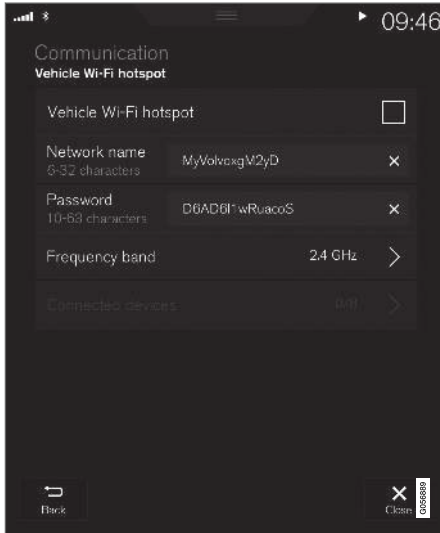 09:46
Communication
Vehicle Wi-Fi hotspot
Vehicle Wi-Fi hotspot
Network name
6-32 characters
MyVolvoxgM2yD
Password
10-63 characters
D6AD6I1wRuacoS
Frequency band 2.4 GHz
Connected devices 0/8
Back
Close
G056889